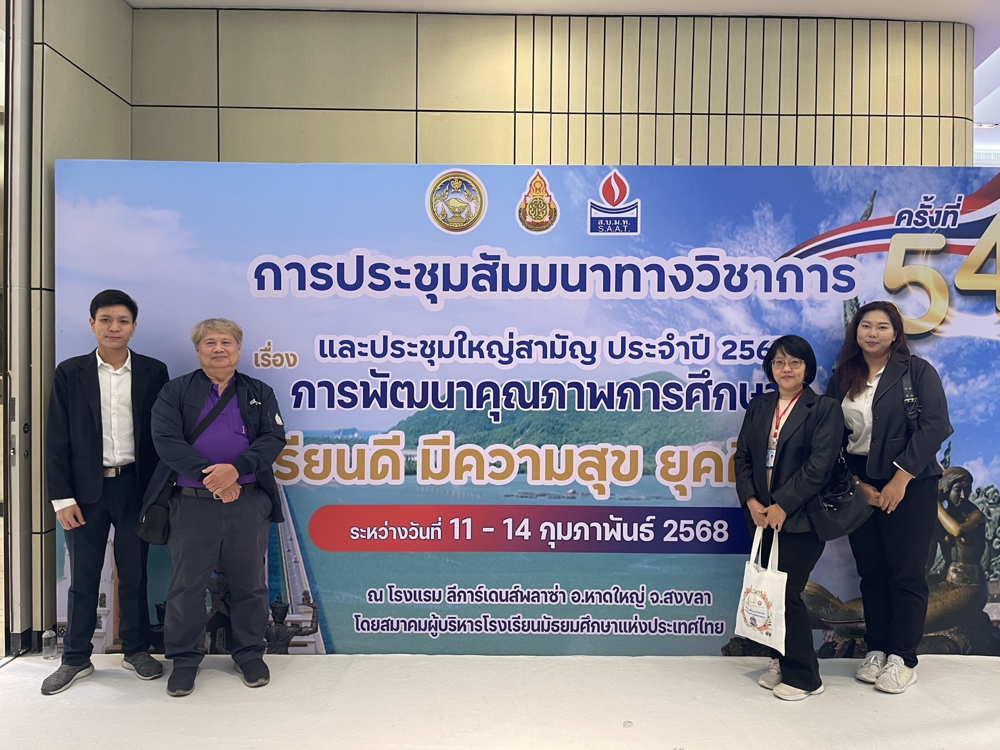 ส.บ.ม.ท.
S.A.A.T.
ครั้งที่
54
การประชุมสัมมนาทางวิชาการ
และประชุมใหญ่สามัญ ประจำปี 256
เรื่อง
การพัฒนาคุณภาพการศึกษา
เรียนดี มีความสุข
ระหว่างวันที่ 11 - 14 กุมภาพันธ์ 2568
ณ โรงแรม ลีการ์เดนส์พลาซ่า อ.หาดใหญ่ จ.สงขลา
โดยสมาคมผู้บริหารโรงเรียนมัธยมศึกษาแห่งประเทศไทย